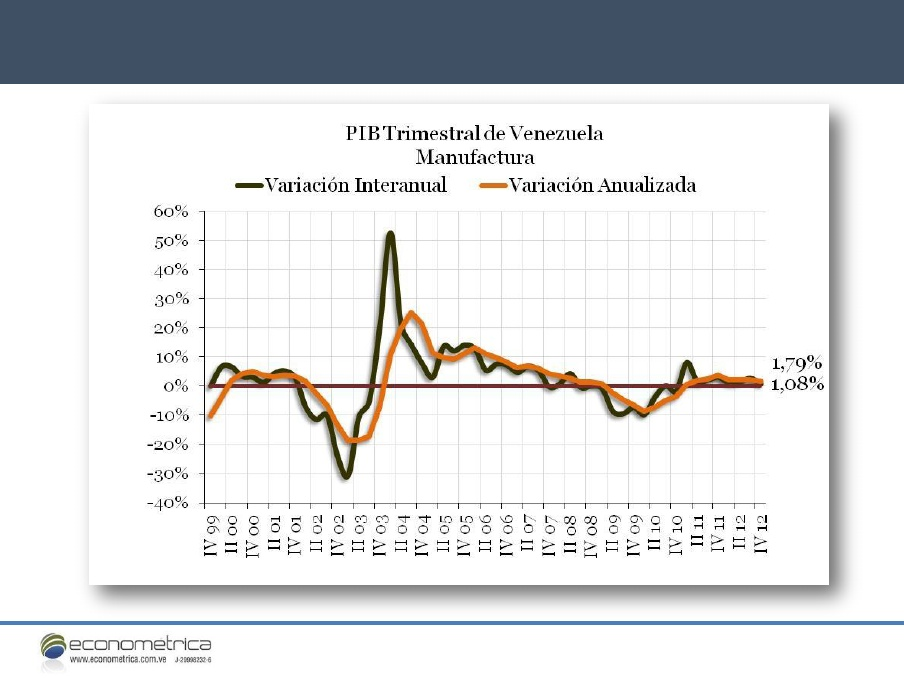 PIB Trimestral de Venezuela
Manufactura
Variación Interanual
Variación Anualizada
60%
50%
40%
30%
20%
10%
0%
-10%
-20%
-30%
-40%
1,79%
1,08%
IV 99
II 00
IV 00
II 01
IV 01
II 02
IV 02
II 03
IV 03
II 04
IV 04
II 05
IV 05
II 06
IV 06
II 07
IV 07
II 08
IV 08
II 09
IV 09
II 10
IV 10
II 11
IV 11
II 12
IV 12
econometrica
www.econometrica.com.ve J-29998232-6